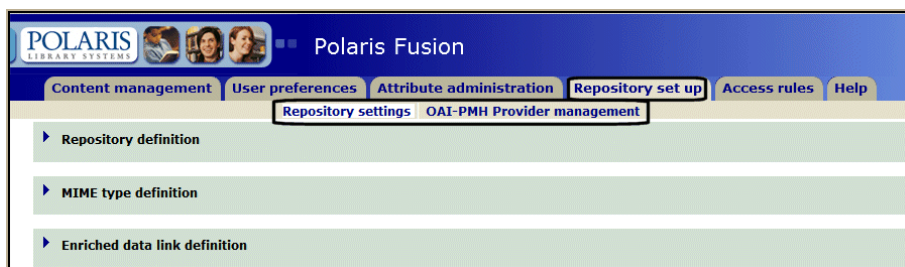 POLARIS
LIBRARY SYSTEMS
Polaris Fusion
Content management User preferences Attribute administration Repository set up Access rules Help
Repository settings OAI-PMH Provider management
Repository definition
MIME type definition
Enriched data link definition